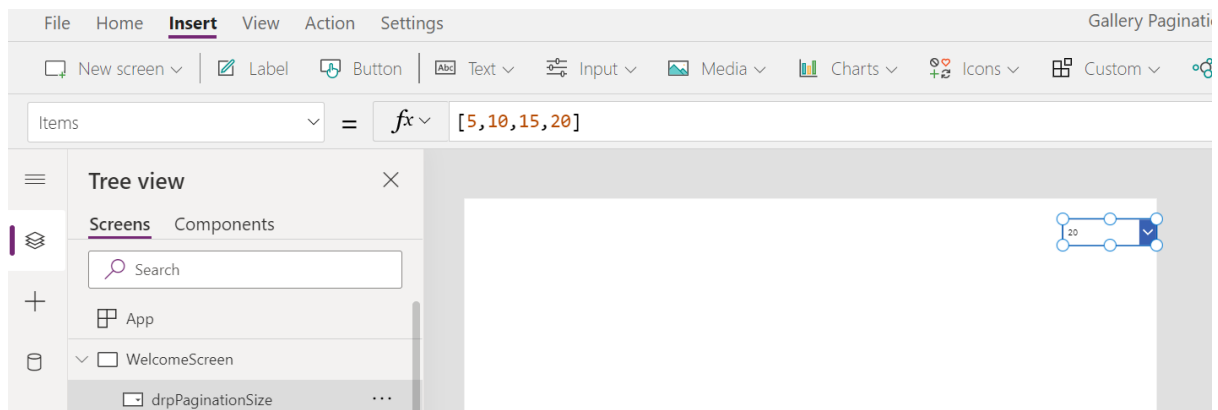 File Home Insert View Action Settings Gallery Paginati
New screen Label Button Abc Text Input Media Charts Icons Custom
Items = fx [5,10,15,20]
Tree view
Screens Components
20
Search
App
WelcomeScreen
drpPaginationSize ...